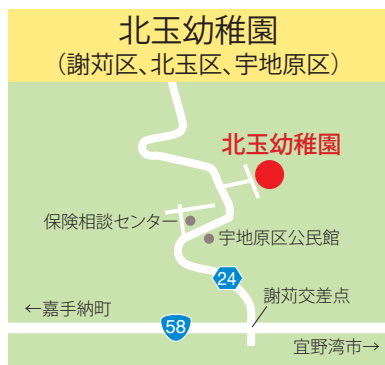 北玉幼稚園
（謝苅区、北玉区、宇地原区）
北玉幼稚園
保険相談センター
宇地原区公民館
24
←嘉手納町
謝苅交差点
58
宜野湾市→